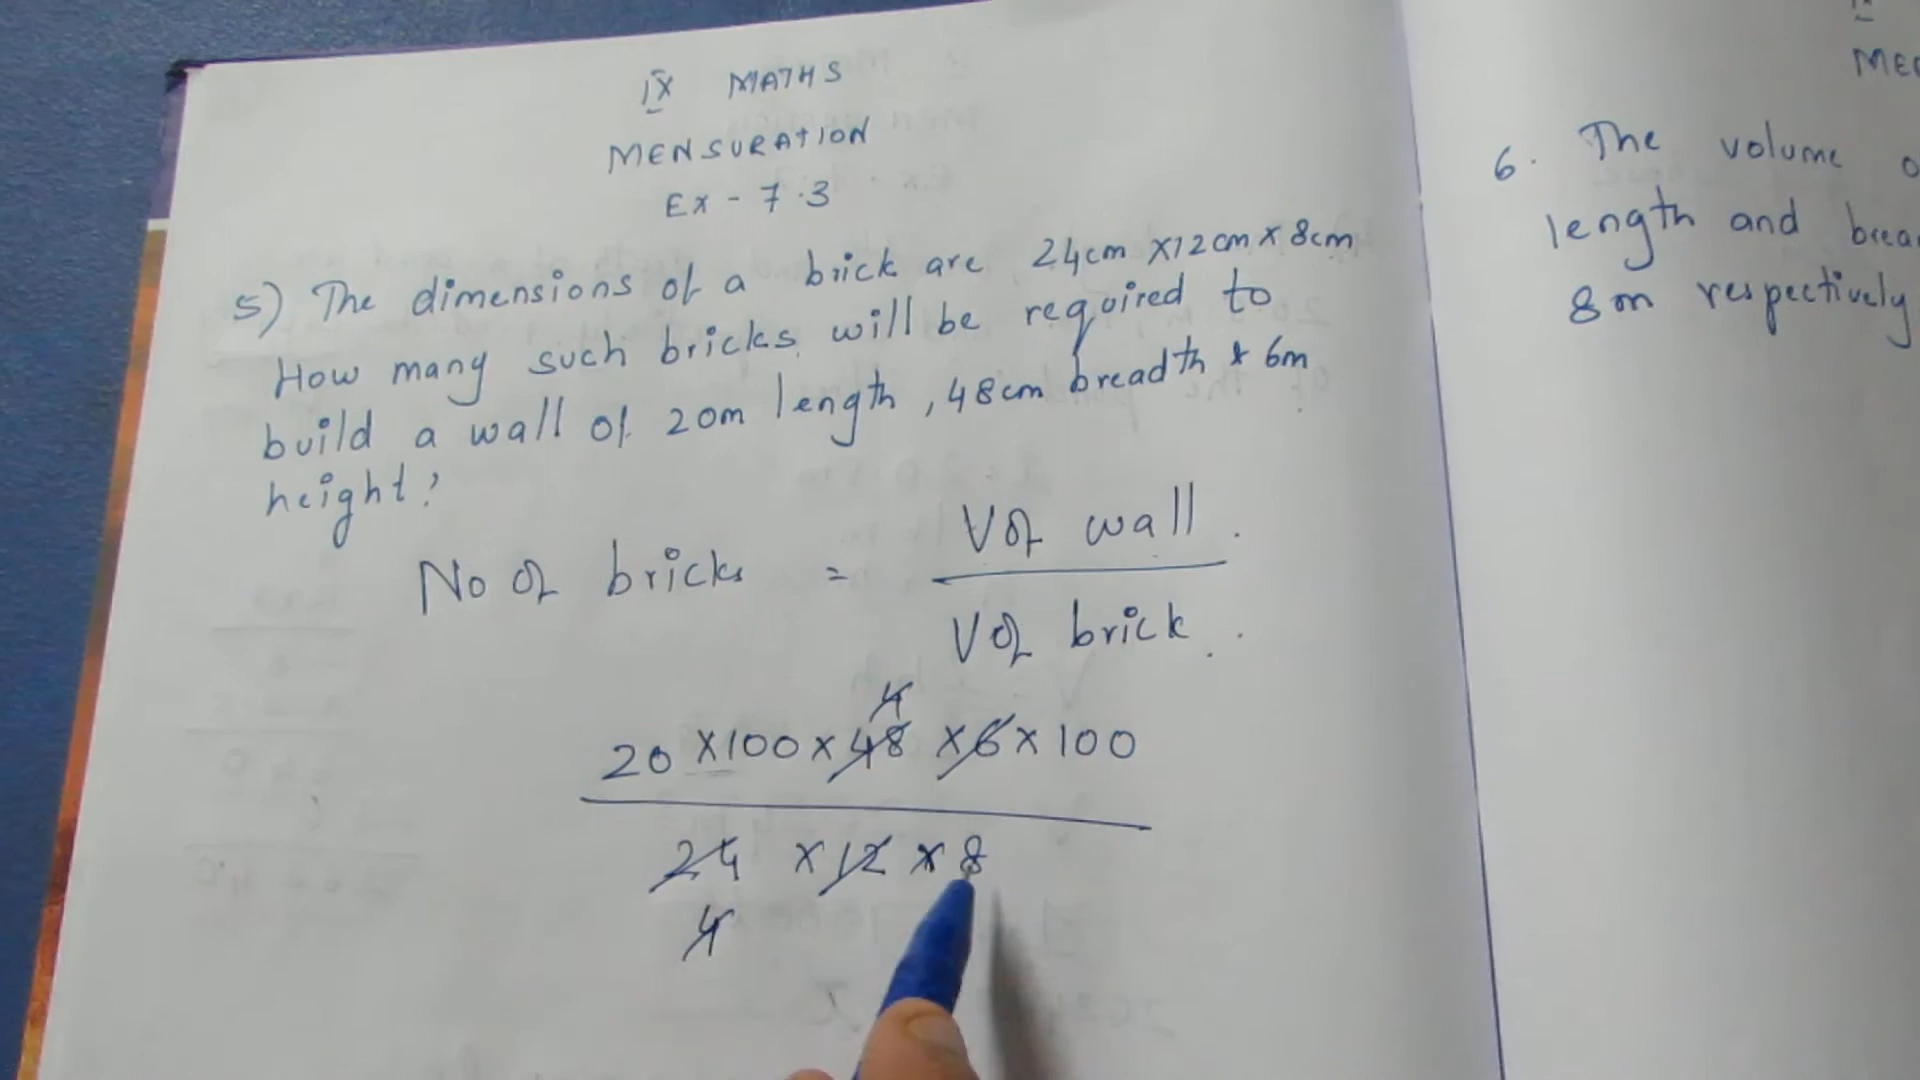 IX MATHS
MENSURATION
Ex - 7.3
5) The dimensions of a brick are 24cm x12cm x 8cm
How many such bricks will be required to
build a wall of 20m length, 48cm breadth & 6m
height?
No of bricks = V of wall
V of brick
4
20 x100 x 48 x 6 x 100
24 x 12 x 8
4
6. The volume
length and
8m respectively